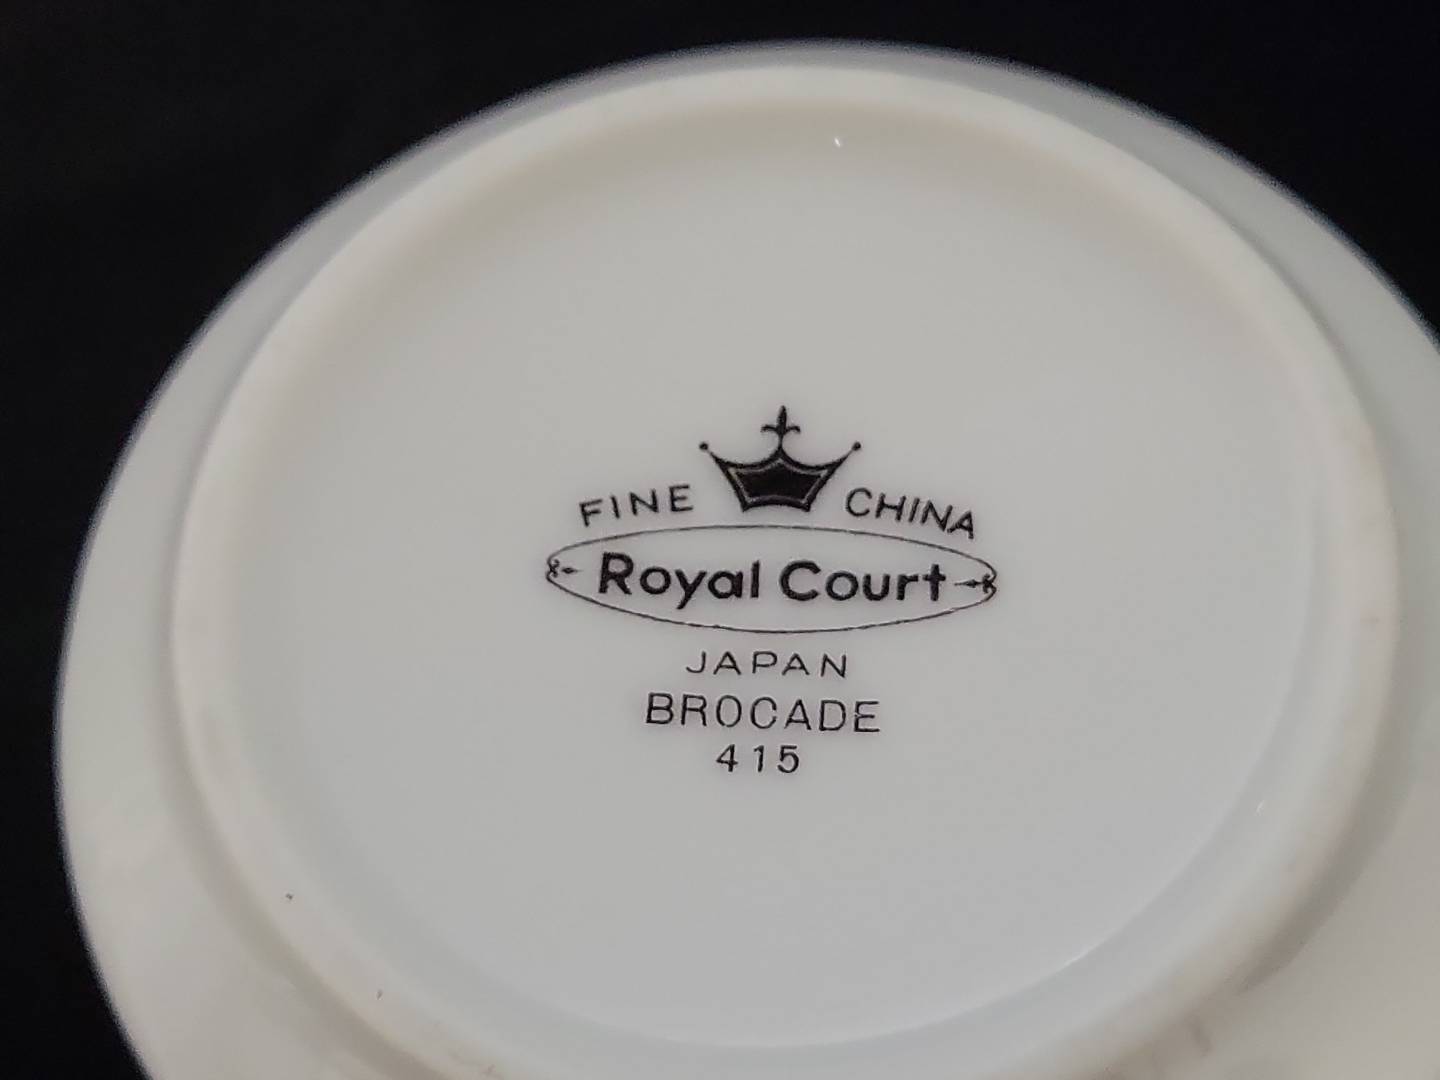 FINE CHINA
Royal Court
JAPAN
BROCADE
415